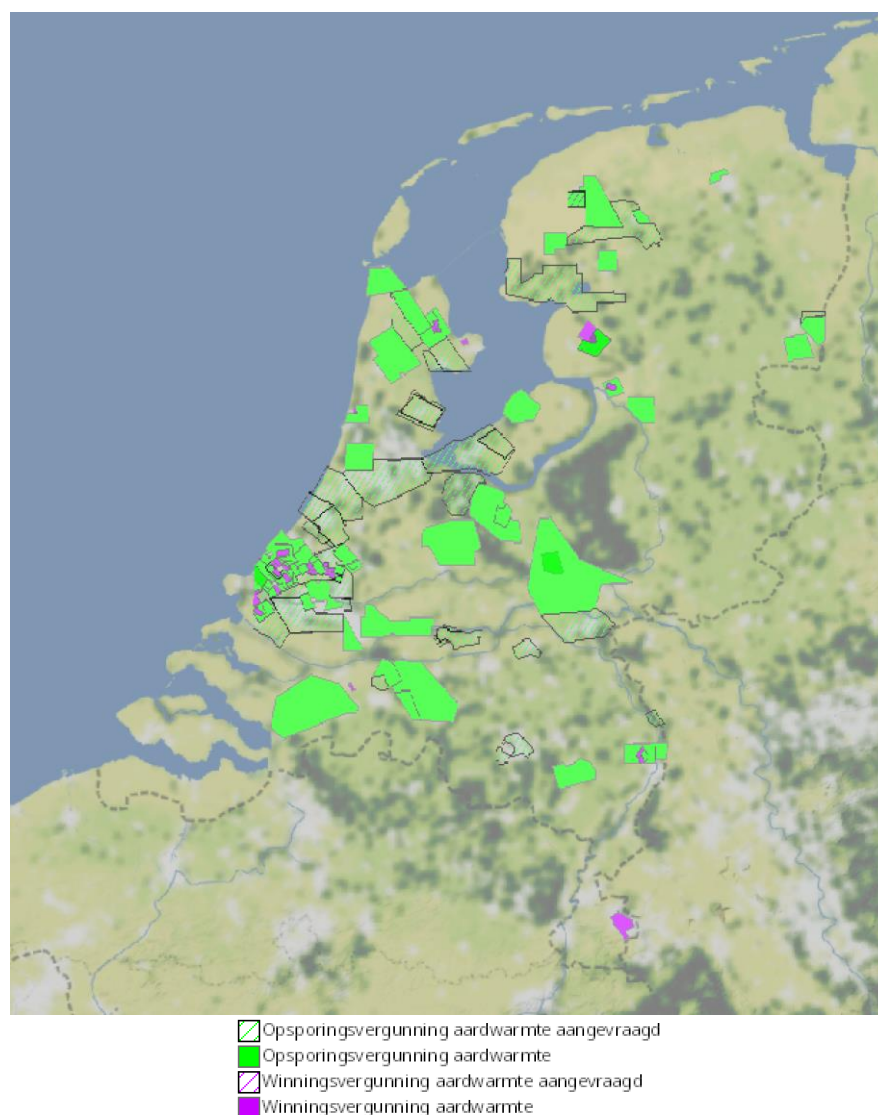 Opsporingsvergunning aardwarmte aangevraagd
Opsporingsvergunning aardwarmte
Winningsvergunning aardwarmte aangevraagd
Winningsvergunning aardwarmte